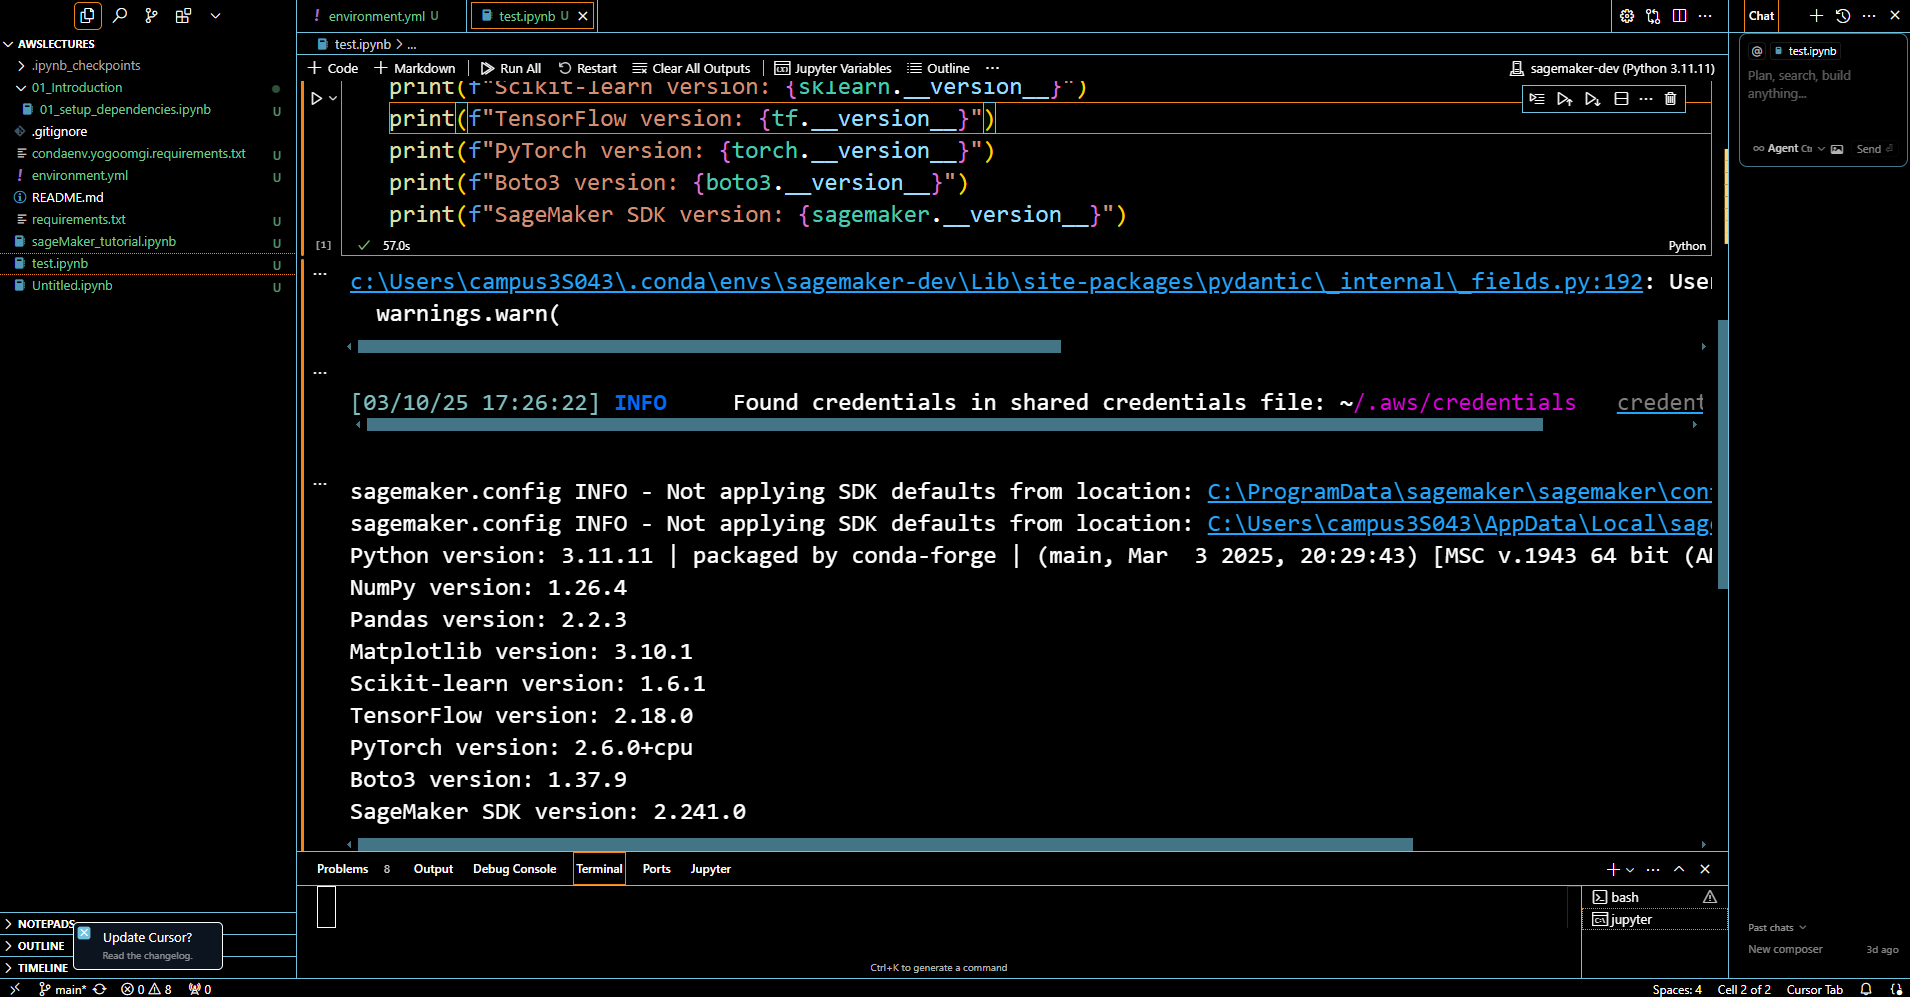 environment.yml U
test.ipynb U
Chat
AWSLECTURES
.ipynb_checkpoints
01_Introduction
01_setup_dependencies.ipynb U
.gitignore
condaenv.yogoomgi.requirements.txt U
environment.yml U
README.md
requirements.txt U
sageMaker_tutorial.ipynb U
test.ipynb U
Untitled.ipynb U
NOTEPADS
OUTLINE
TIMELINE
Update Cursor?
Read the changelog.
test.ipynb > ...
Code Markdown Run All Restart Clear All Outputs Jupyter Variables Outline ... sagemaker-dev (Python 3.11.11)
print(f"Scikit-learn version: {sklearn.__version__}")
print(f"TensorFlow version: {tf.__version__}")
print(f"PyTorch version: {torch.__version__}")
print(f"Boto3 version: {boto3.__version__}")
print(f"SageMaker SDK version: {sagemaker.__version__}")
[1] 57.0s Python
c:\Users\campus3S043\.conda\envs\sagemaker-dev\Lib\site-packages\pydantic\_internal\_fields.py:192: User
warnings.warn(
[03/10/25 17:26:22] INFO Found credentials in shared credentials file: ~/.aws/credentials credent
sagemaker.config INFO - Not applying SDK defaults from location: C:\ProgramData\sagemaker\sagemaker\con
sagemaker.config INFO - Not applying SDK defaults from location: C:\Users\campus3S043\AppData\Local\sag
Python version: 3.11.11 | packaged by conda-forge | (main, Mar  3 2025, 20:29:43) [MSC v.1943 64 bit (A
NumPy version: 1.26.4
Pandas version: 2.2.3
Matplotlib version: 3.10.1
Scikit-learn version: 1.6.1
TensorFlow version: 2.18.0
PyTorch version: 2.6.0+cpu
Boto3 version: 1.37.9
SageMaker SDK version: 2.241.0
Problems 8 Output Debug Console Terminal Ports Jupyter
bash
jupyter
Ctrl+K to generate a command
@ test.ipynb
Plan, search, build
anything...
Agent Send
Past chats
New composer 3d ago
main* 0 8 0
Spaces: 4 Cell 2 of 2 Cursor Tab